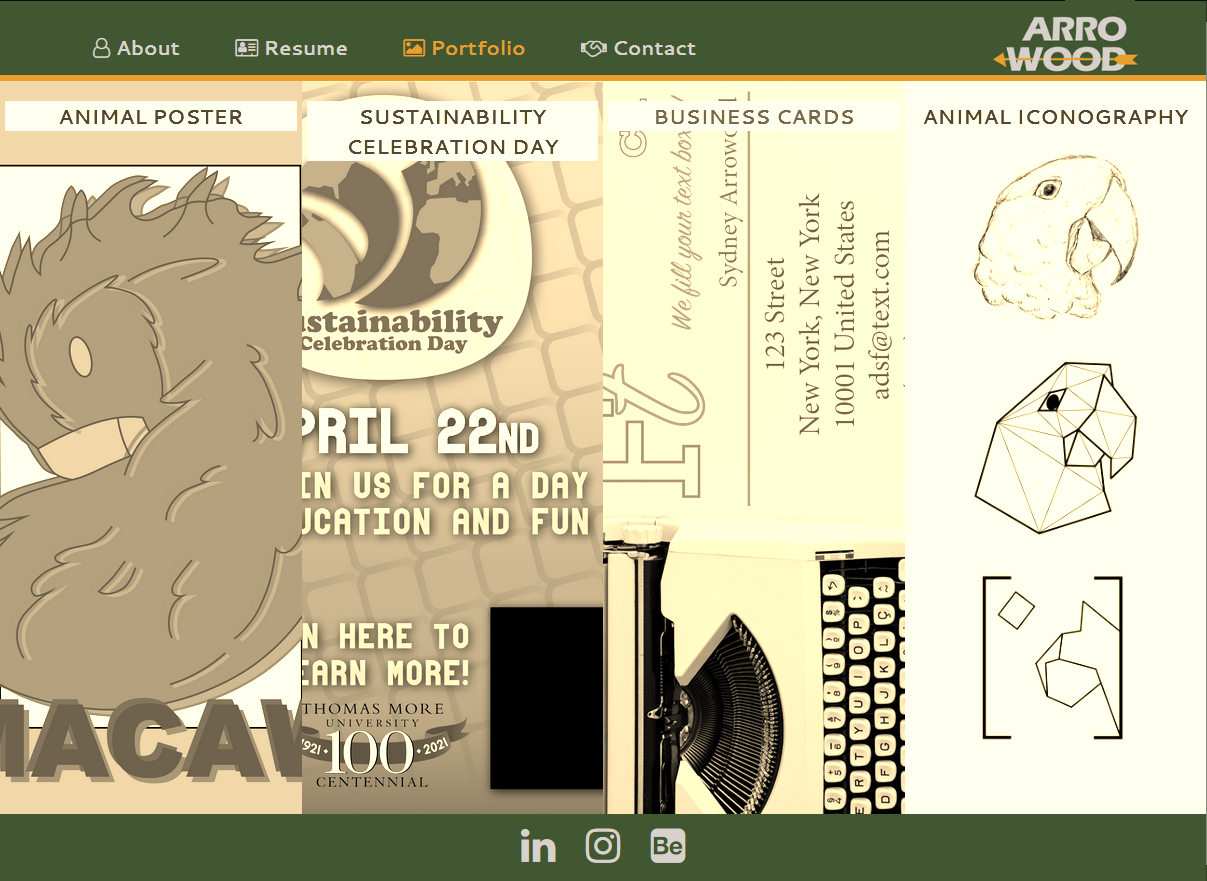 About
Resume
Portfolio
Contact
ARRO
WOOD
ANIMAL POSTER
MACAW
SUSTAINABILITY
CELEBRATION DAY
ustainability
Celebration Day
PRIL 22ND
IN US FOR A DAY
UCATION AND FUN
N HERE TO
EARN MORE!
THOMAS MORE
UNIVERSITY
1921 · 100 · 2021
CENTENNIAL
BUSINESS CARDS
We fill your text box
Sydney Arrowo
123 Street
New York, New York
10001 United States
adsf@text.com
Ft
ANIMAL ICONOGRAPHY
in
Be